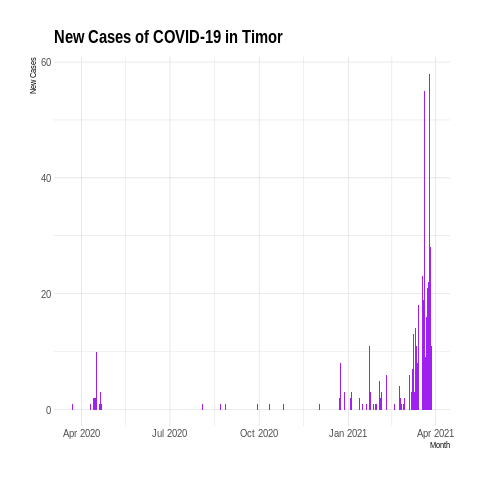 New Cases of COVID-19 in Timor
New Cases
60
40
20
0
Apr 2020
Jul 2020
Oct 2020
Jan 2021
Apr 2021
Month